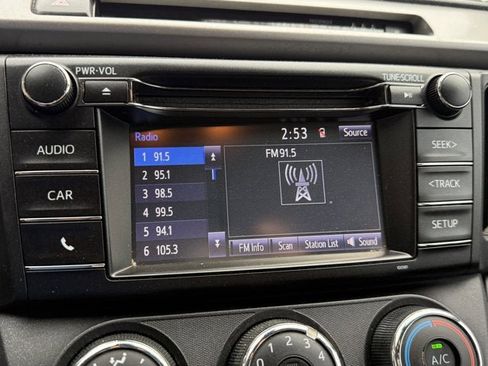 PWR·VOL
TUNE·SCROLL
Radio 2:53 Source
AUDIO
CAR
1 91.5
2 95.1
3 98.5
4 99.5
5 94.1
6 105.3
FM 91.5
FM Info Scan Station List Sound
SEEK>
<TRACK
SETUP
0
A/C